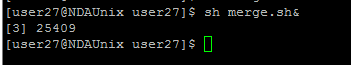 [user27@NDAUnix user27]$ sh merge.sh&
[3] 25409
[user27@NDAUnix user27]$